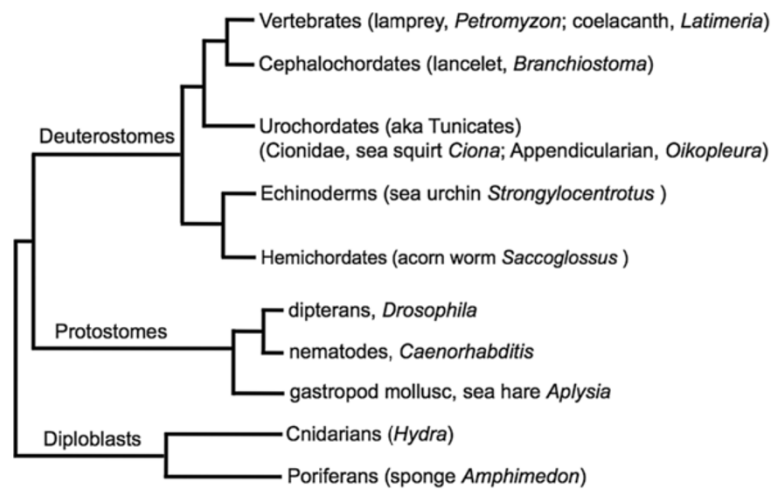 Vertebrates (lamprey, Petromyzon; coelacanth, Latimeria)
Cephalochordates (lancelet, Branchiostoma)
Deuterostomes
Urochordates (aka Tunicates)
(Cionidae, sea squirt Ciona; Appendicularian, Oikopleura)
Echinoderms (sea urchin Strongylocentrotus )
Hemichordates (acorn worm Saccoglossus )
dipterans, Drosophila
Protostomes
nematodes, Caenorhabditis
gastropod mollusc, sea hare Aplysia
Cnidarians (Hydra)
Diploblasts
Poriferans (sponge Amphimedon)